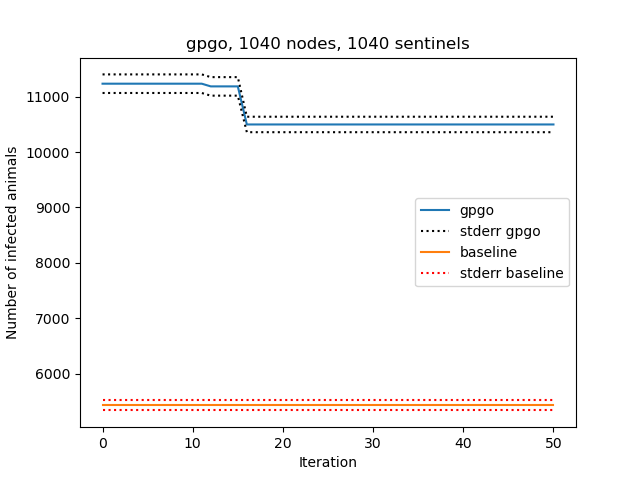 gpgo, 1040 nodes, 1040 sentinels
Number of infected animals
11000
10000
9000
8000
7000
6000
gpgo
stderr gpgo
baseline
stderr baseline
0 10 20 30 40 50
Iteration